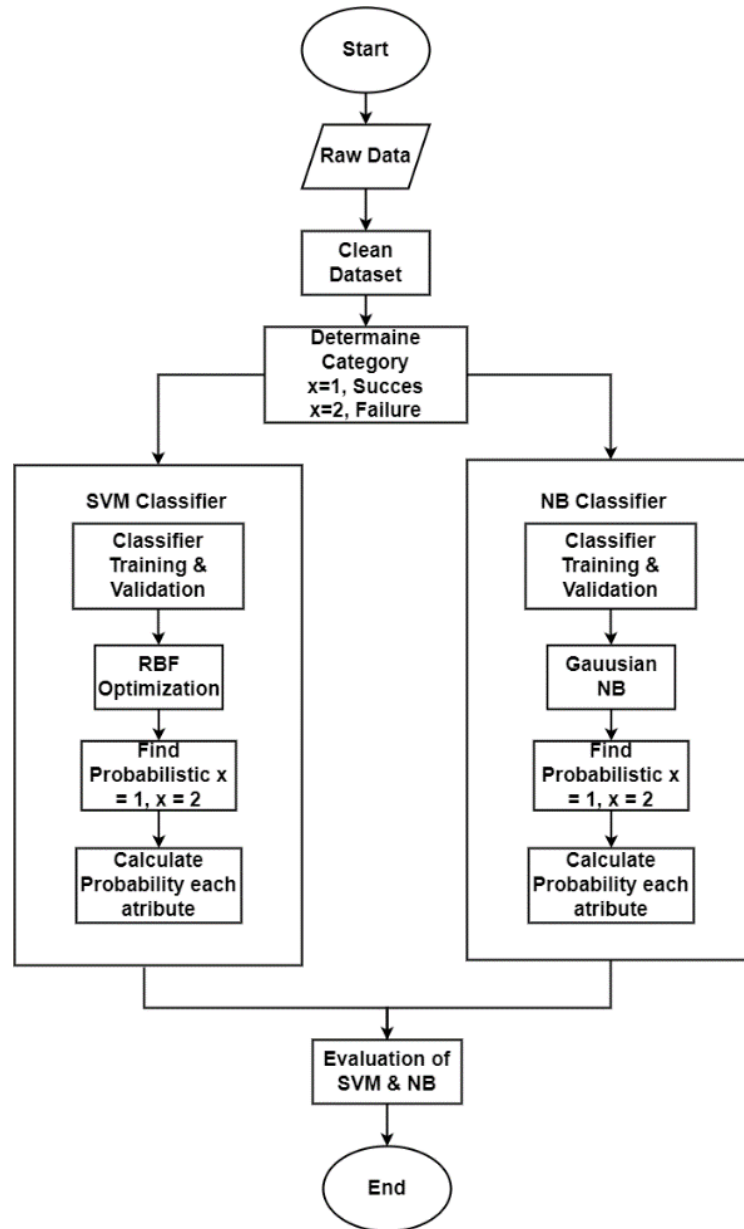 Start
Raw Data
Clean
Dataset
Determaine
Category
x=1, Succes
x=2, Failure
SVM Classifier
Classifier
Training &
Validation
RBF
Optimization
Find
Probabilistic x
= 1, x = 2
Calculate
Probability each
atribute
NB Classifier
Classifier
Training &
Validation
Gauusian
NB
Find
Probabilistic x
= 1, x = 2
Calculate
Probability each
atribute
Evaluation of
SVM & NB
End